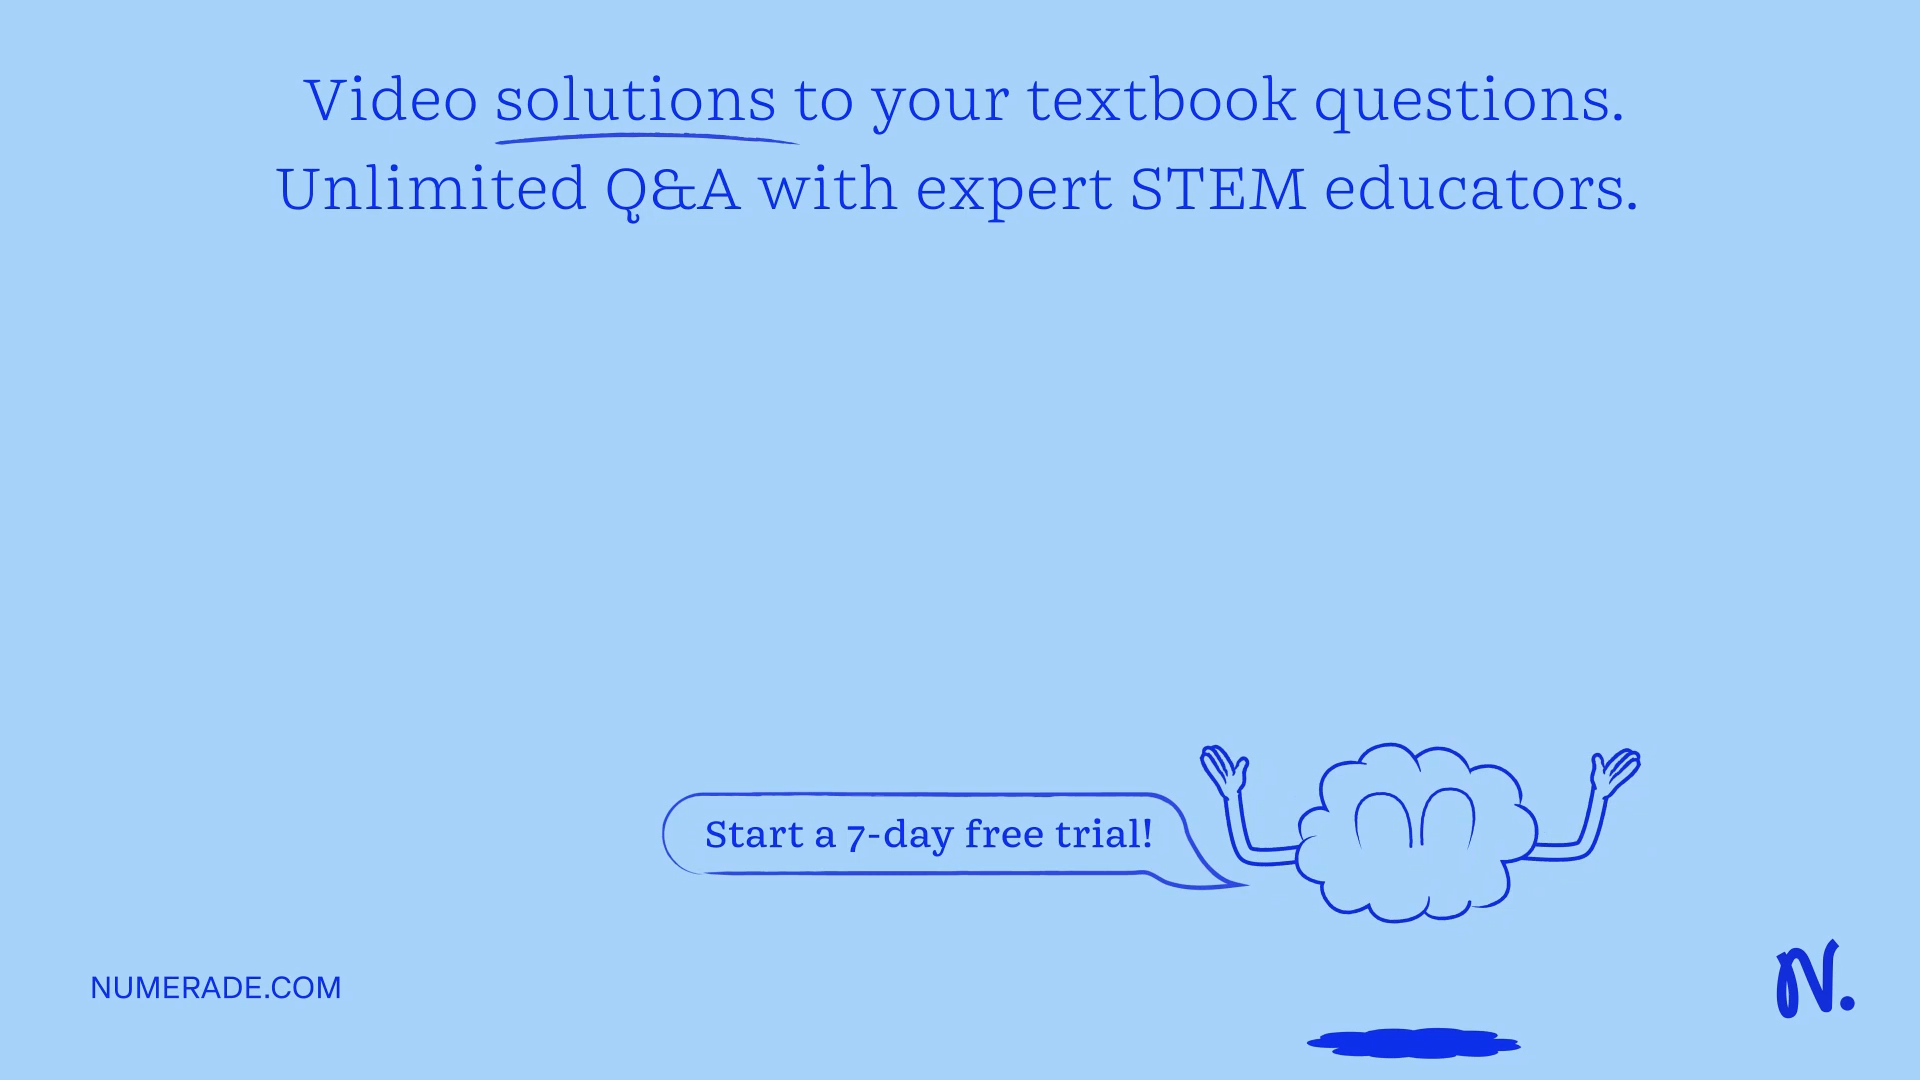 Video solutions to your textbook questions.
Unlimited Q&A with expert STEM educators.
Start a 7-day free trial!
NUMERADE.COM
N.